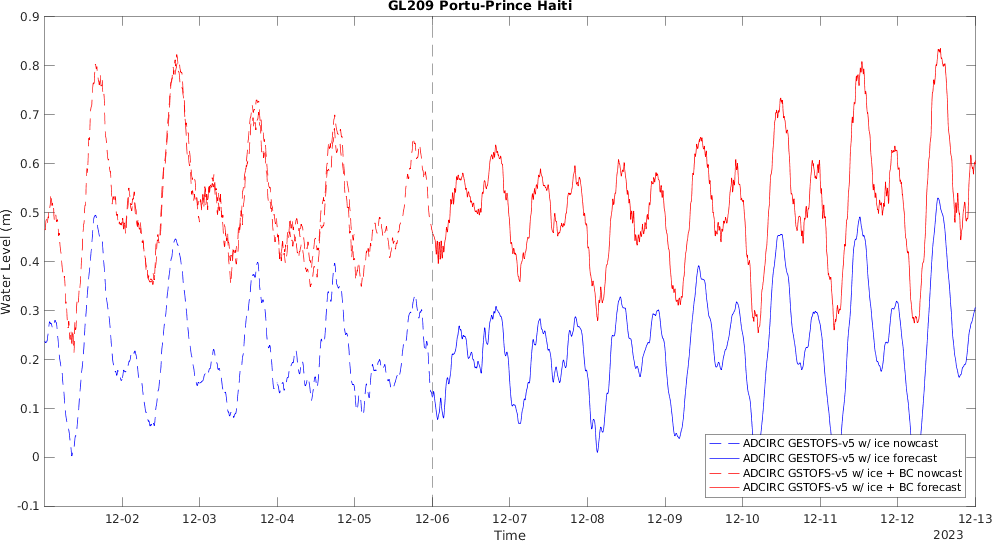 GL209 Portu-Prince Haiti
0.9
0.8
0.7
0.6
0.5
0.4
0.3
0.2
0.1
0
-0.1
Water Level (m)
ADCIRC GESTOFS-v5 w/ ice nowcast
ADCIRC GESTOFS-v5 w/ ice forecast
ADCIRC GSTOFS-v5 w/ ice + BC nowcast
ADCIRC GSTOFS-v5 w/ ice + BC forecast
12-02 12-03 12-04 12-05 12-06 12-07 12-08 12-09 12-10 12-11 12-12 12-13
Time
2023